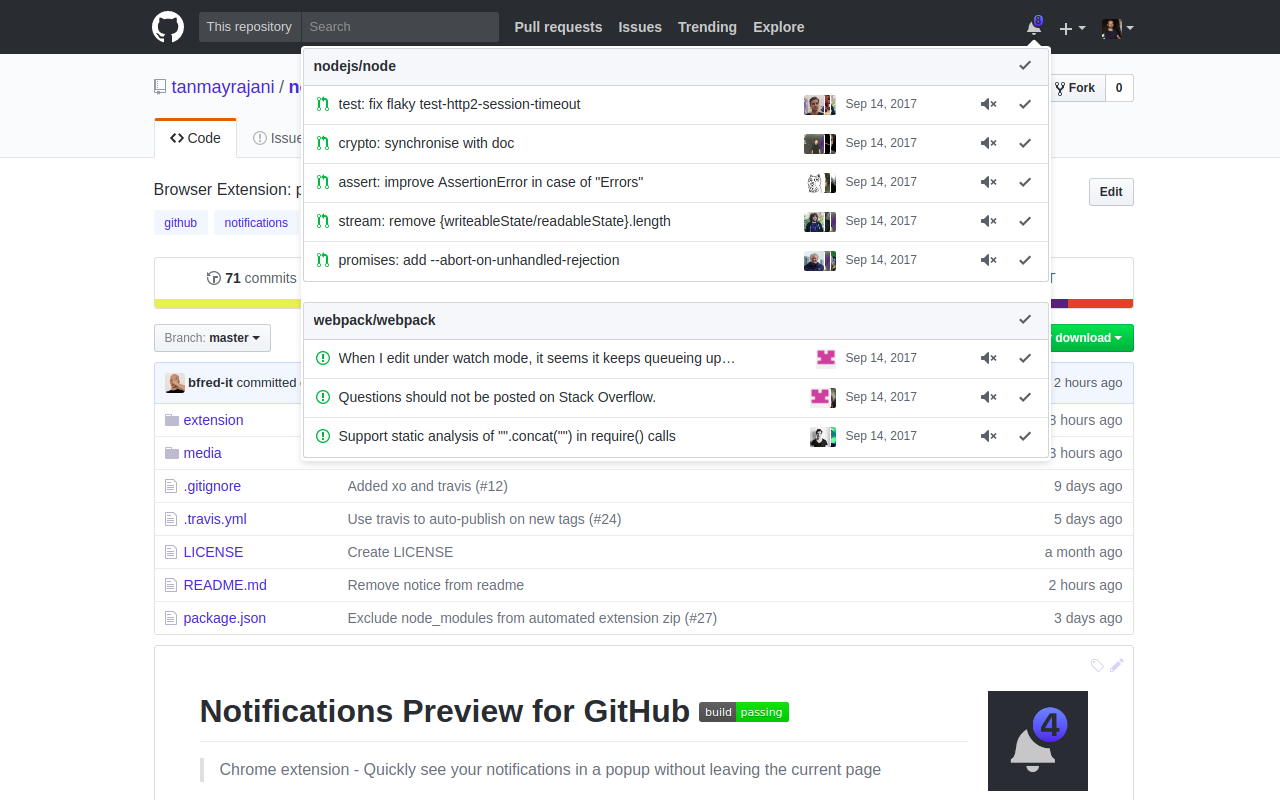 This repository Search Pull requests Issues Trending Explore 8
nodejs/node
tanmayrajani /
Fork 0
test: fix flaky test-http2-session-timeout Sep 14, 2017
Code
crypto: synchronise with doc Sep 14, 2017
assert: improve AssertionError in case of "Errors" Sep 14, 2017
Browser Extension:
Edit
github notifications
stream: remove {writeableState/readableState}.length Sep 14, 2017
promises: add --abort-on-unhandled-rejection Sep 14, 2017
71 commits
webpack/webpack
Branch: master
download
When I edit under watch mode, it seems it keeps queueing up… Sep 14, 2017
bfred-it committed
2 hours ago
Questions should not be posted on Stack Overflow. Sep 14, 2017
extension
hours ago
Support static analysis of "".concat("") in require() calls Sep 14, 2017
media
hours ago
.gitignore Added xo and travis (#12) 9 days ago
.travis.yml Use travis to auto-publish on new tags (#24) 5 days ago
LICENSE Create LICENSE a month ago
README.md Remove notice from readme 2 hours ago
package.json Exclude node_modules from automated extension zip (#27) 3 days ago
Notifications Preview for GitHub build passing
4
Chrome extension - Quickly see your notifications in a popup without leaving the current page